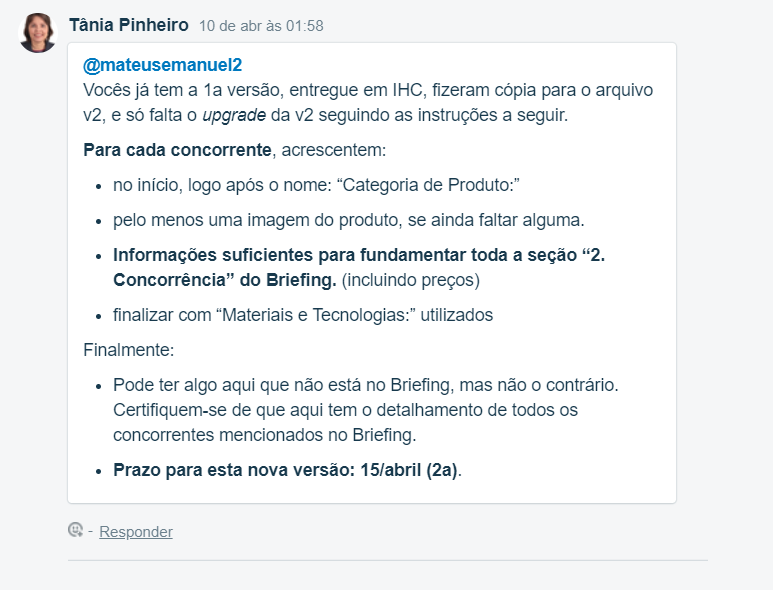 Tânia Pinheiro 10 de abr às 01:58
@mateusemanuel2
Vocês já tem a 1a versão, entregue em IHC, fizeram cópia para o arquivo
v2, e só falta o upgrade da v2 seguindo as instruções a seguir.
Para cada concorrente, acrescentem:
• no início, logo após o nome: “Categoria de Produto:”
• pelo menos uma imagem do produto, se ainda faltar alguma.
• Informações suficientes para fundamentar toda a seção “2.
Concorrência” do Briefing. (incluindo preços)
• finalizar com “Materiais e Tecnologias:” utilizados
Finalmente:
• Pode ter algo aqui que não está no Briefing, mas não o contrário.
Certifiquem-se de que aqui tem o detalhamento de todos os
concorrentes mencionados no Briefing.
• Prazo para esta nova versão: 15/abril (2a).
- Responder